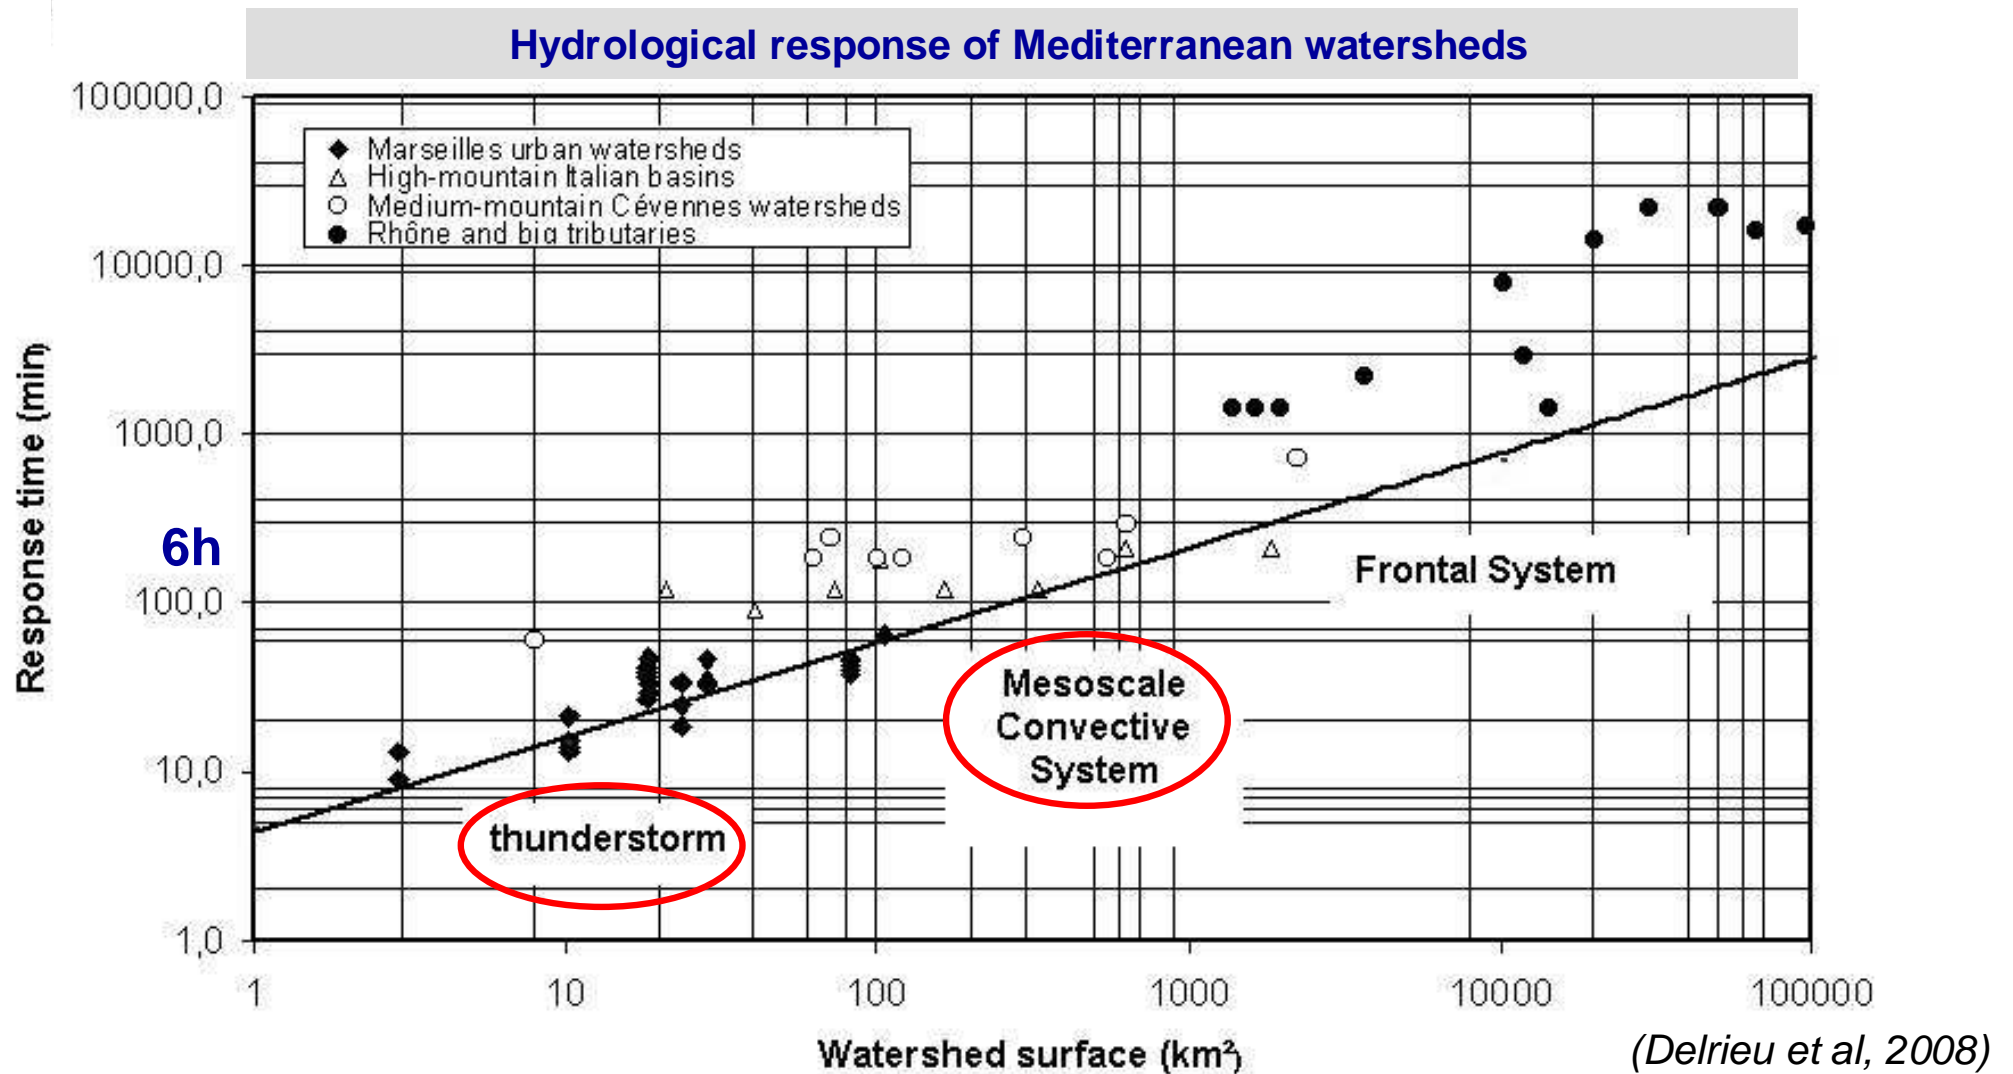 Hydrological response of Mediterranean watersheds
100000,0
10000,0
1000,0
100,0
10,0
1,0
Response time (min)
6h
Marseilles urban watersheds
High-mountain Italian basins
Medium-mountain Cévennes watersheds
Rhône and big tributaries
Frontal System
Mesoscale
Convective
System
thunderstorm
1 10 100 1000 10000 100000
Watershed surface (km²)
(Delrieu et al, 2008)